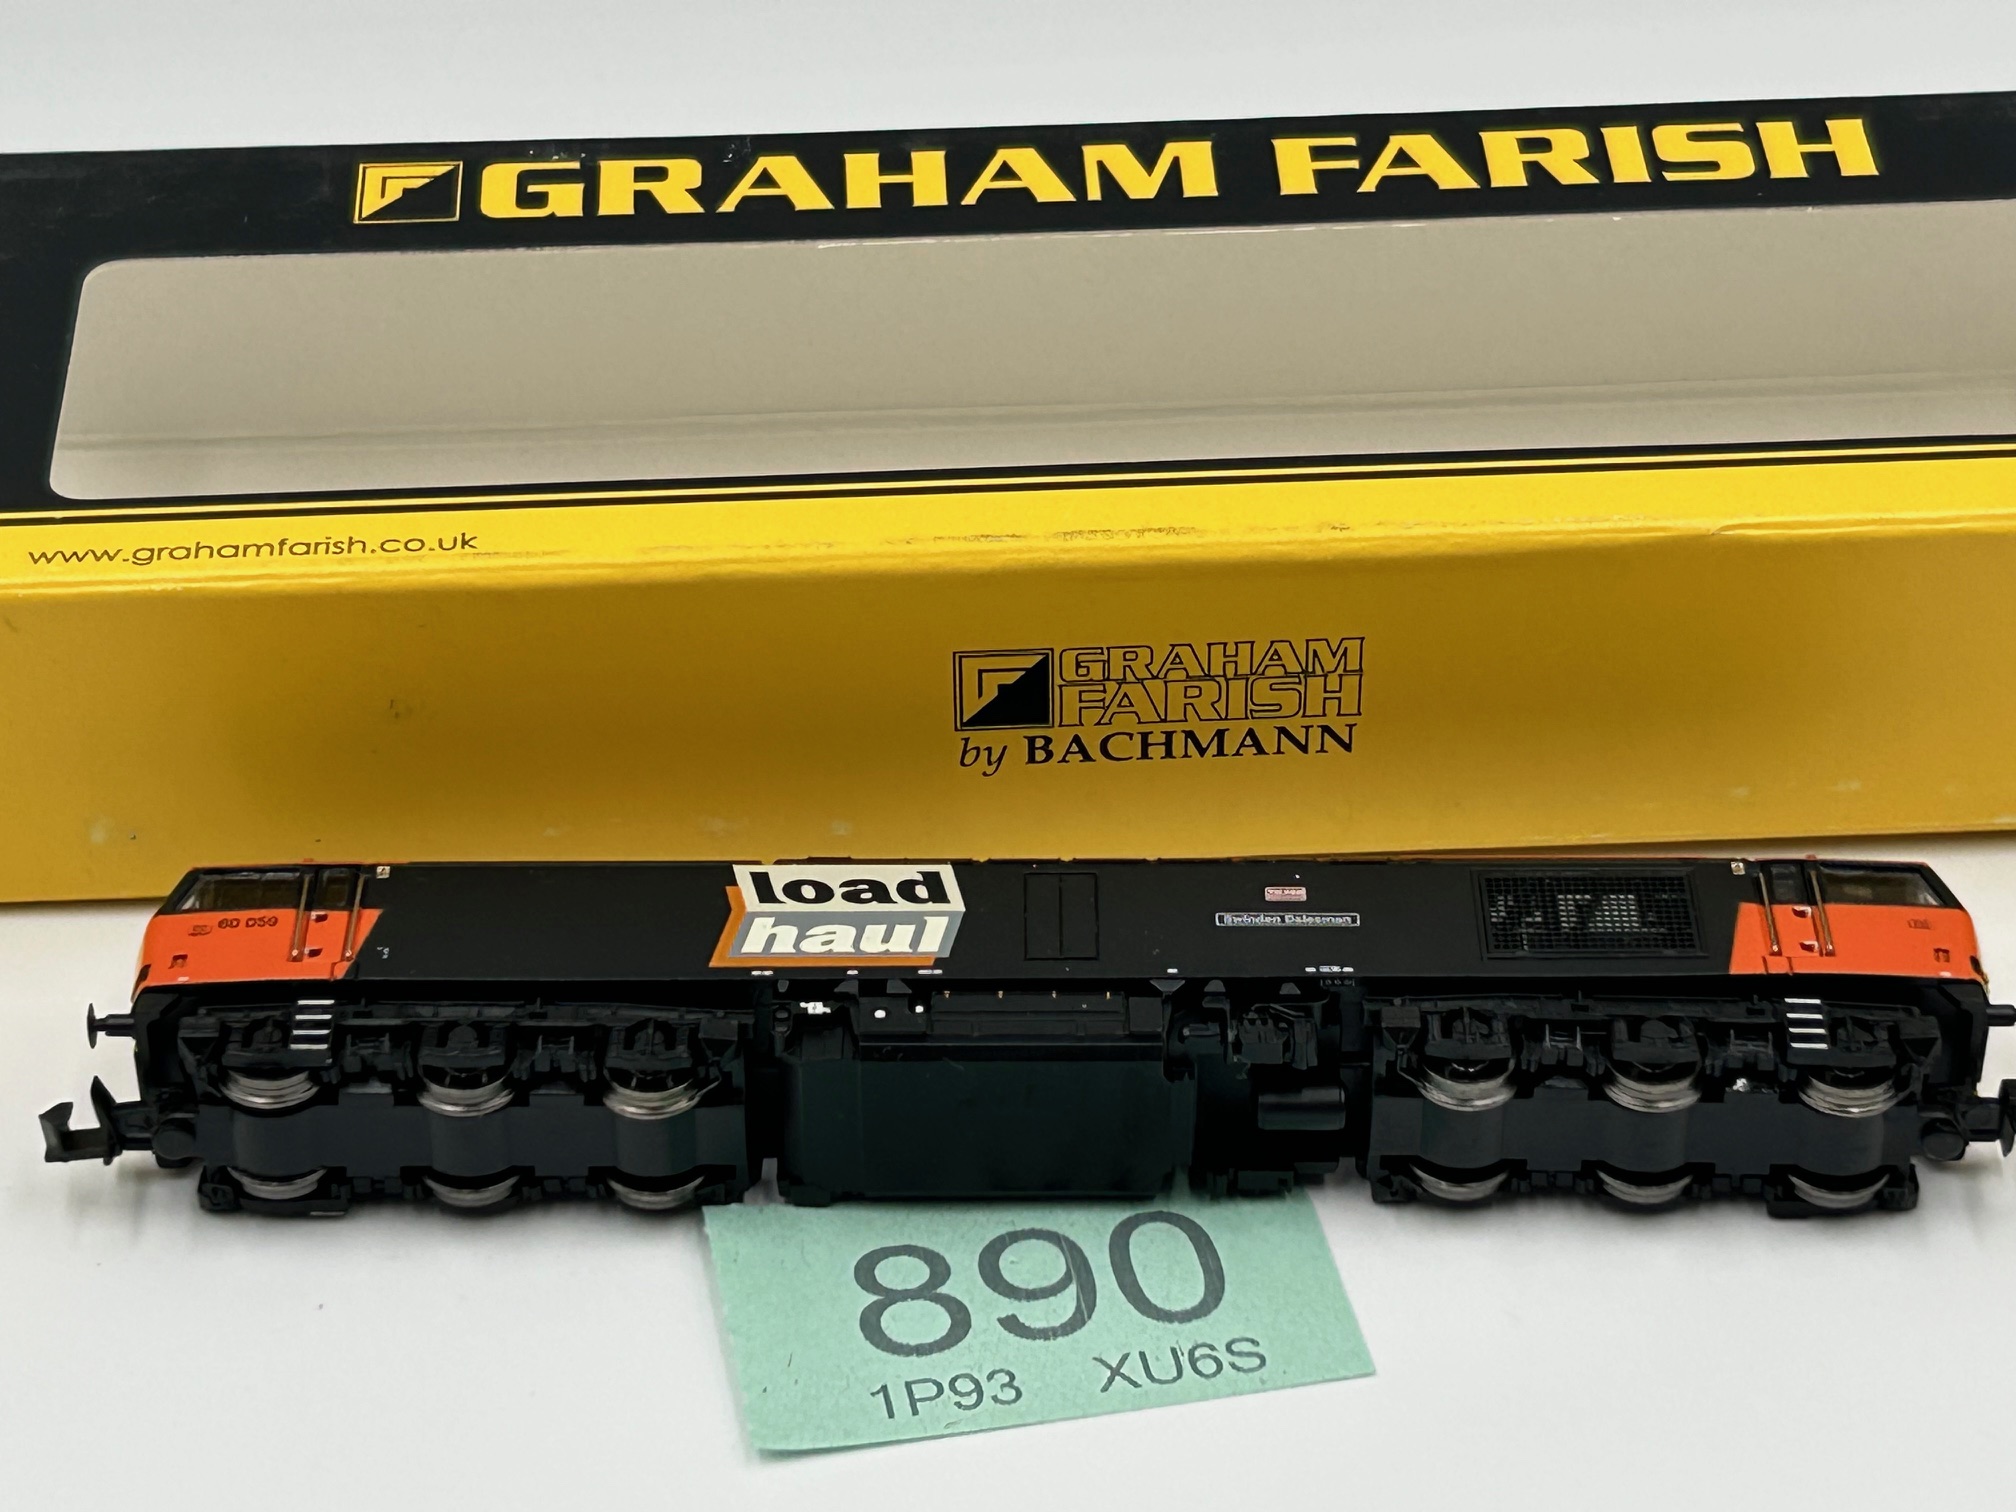 GRAHAM FARISH
www.grahamfarish.co.uk
GRAHAM
FARISH
by BACHMANN
load
haul
60 059
Swinden Dalesman
890
1P93 XU6S